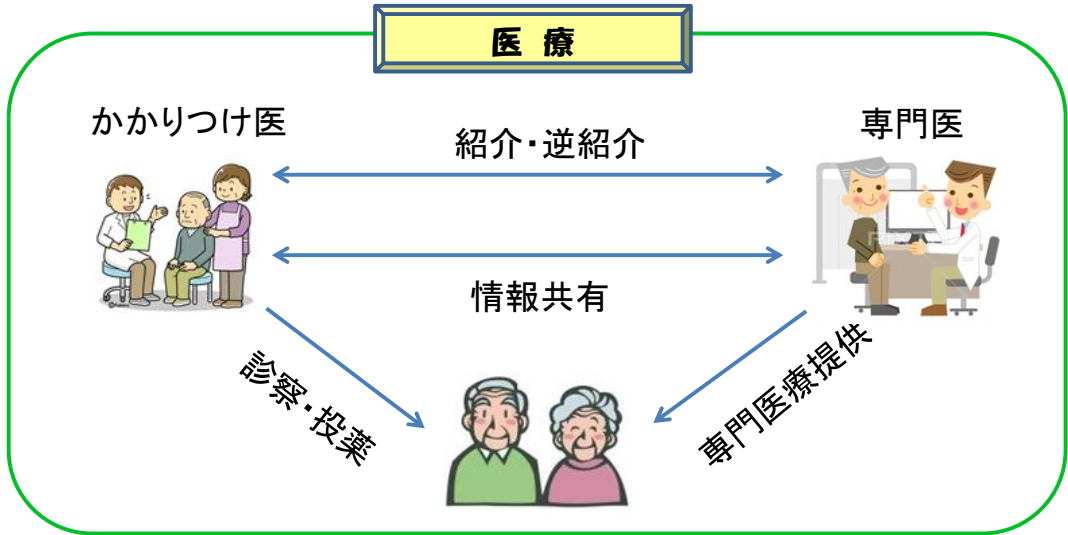 医療
かかりつけ医
専門医
紹介・逆紹介
情報共有
診察・投薬
専門医療提供